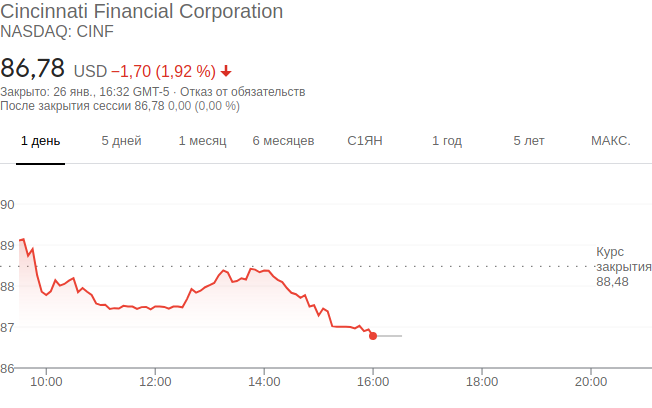 Cincinnati Financial Corporation
NASDAQ: CINF
86,78 USD −1,70 (1,92 %)
Закрыто: 26 янв., 16:32 GMT-5 · Отказ от обязательств
После закрытия сессии 86,78 0,00 (0,00 %)
1 день 5 дней 1 месяц 6 месяцев С1ЯН 1 год 5 лет МАКС.
90
89
Курс
закрытия
88,48
88
87
86
10:00 12:00 14:00 16:00 18:00 20:00